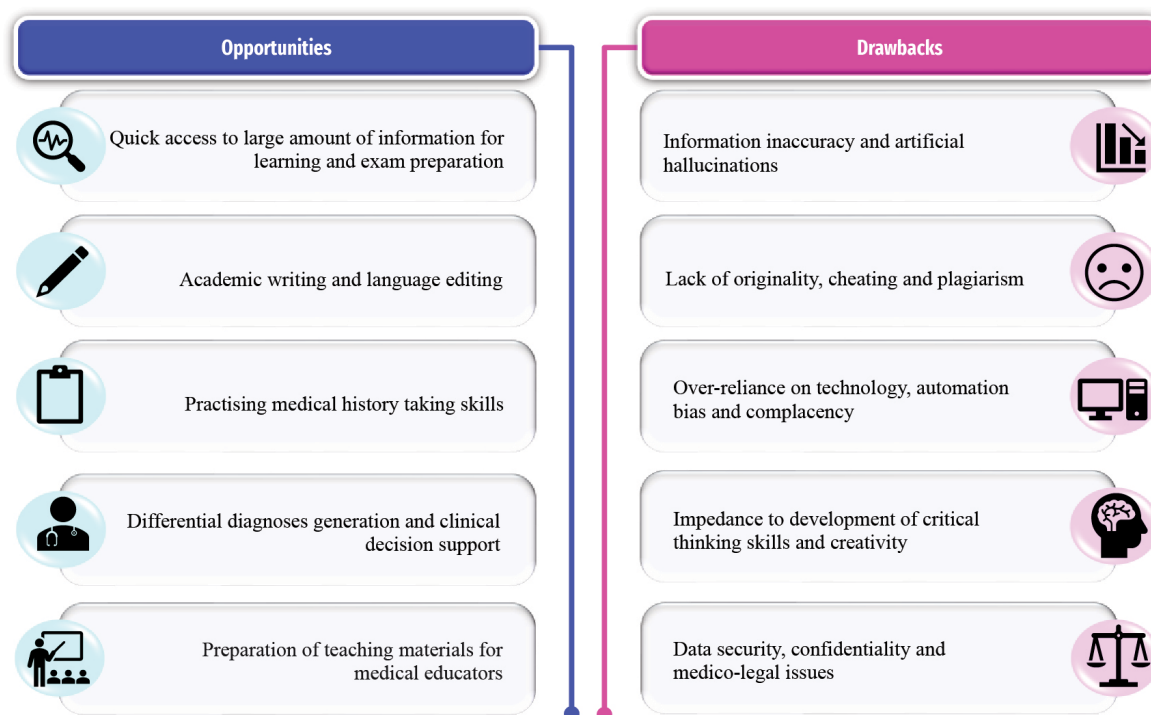 Opportunities
Quick access to large amount of information for
learning and exam preparation
Academic writing and language editing
Practising medical history taking skills
Differential diagnoses generation and clinical
decision support
Preparation of teaching materials for
medical educators
Drawbacks
Information inaccuracy and artificial
hallucinations
Lack of originality, cheating and plagiarism
Over-reliance on technology, automation
bias and complacency
Impedance to development of critical
thinking skills and creativity
Data security, confidentiality and
medico-legal issues